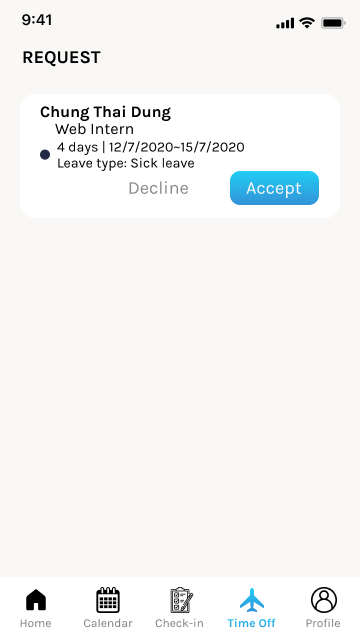 9:41
REQUEST
Chung Thai Dung
Web Intern
4 days | 12/7/2020~15/7/2020
Leave type: Sick leave
Decline
Accept
Home
Calendar
Check-in
Time Off
Profile